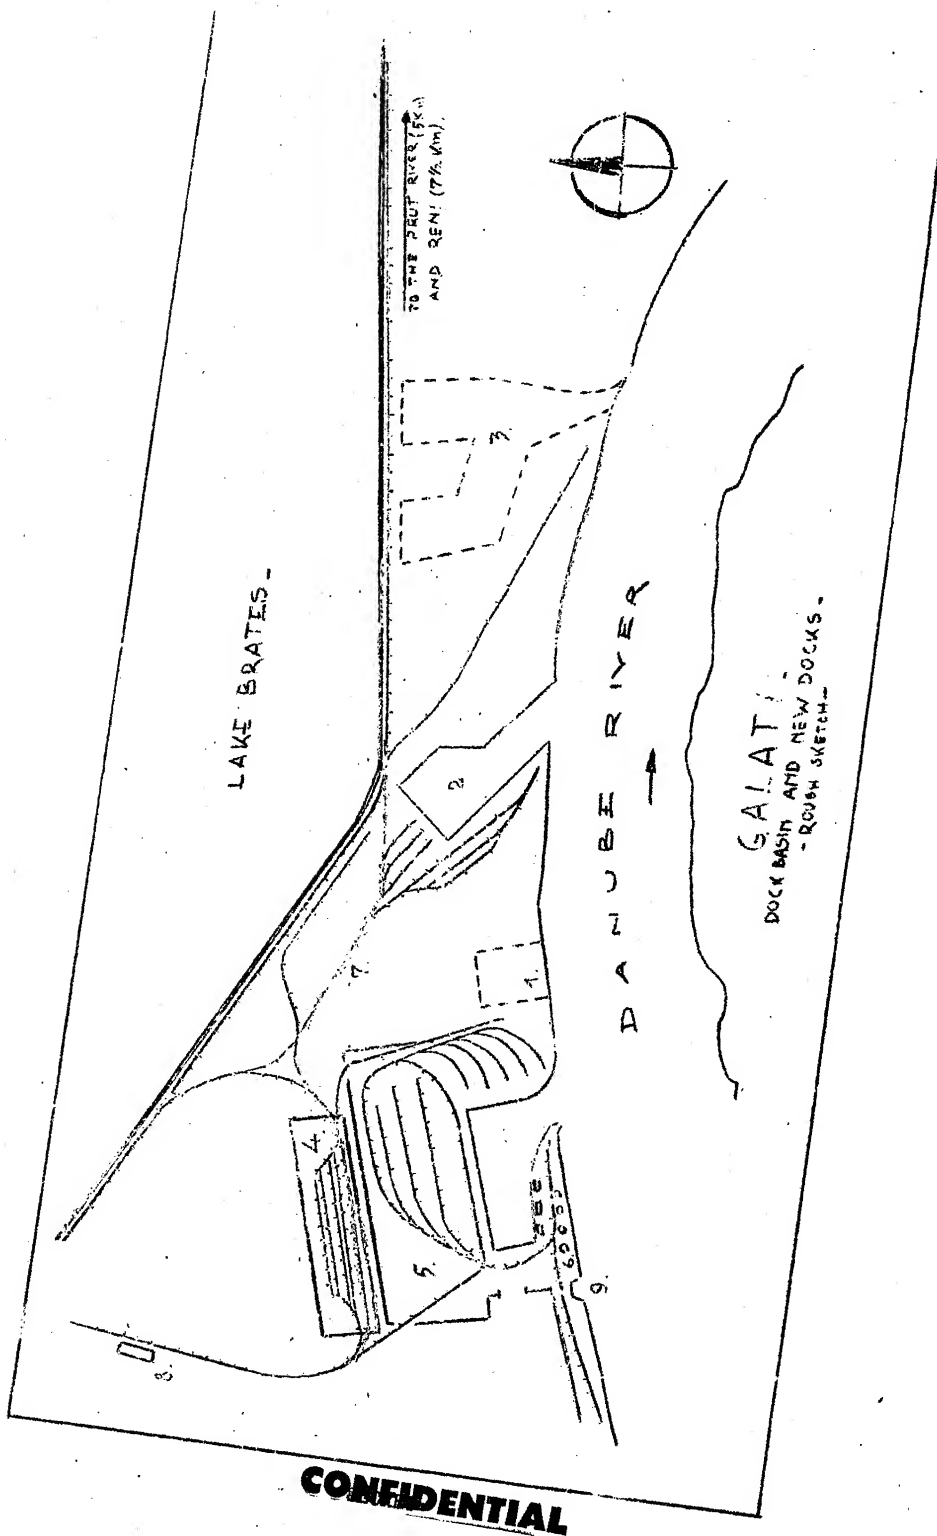 LAKE BRATES -
TO THE PRUT RIVER (5Km)
AND RENI (7½ Km).
3.
2.
7.
1.
4.
5.
8.
9.
DANUBE RIVER
GALATI -
DOCK BASIN AND NEW DOCKS -
- ROUGH SKETCH -
CONFIDENTIAL